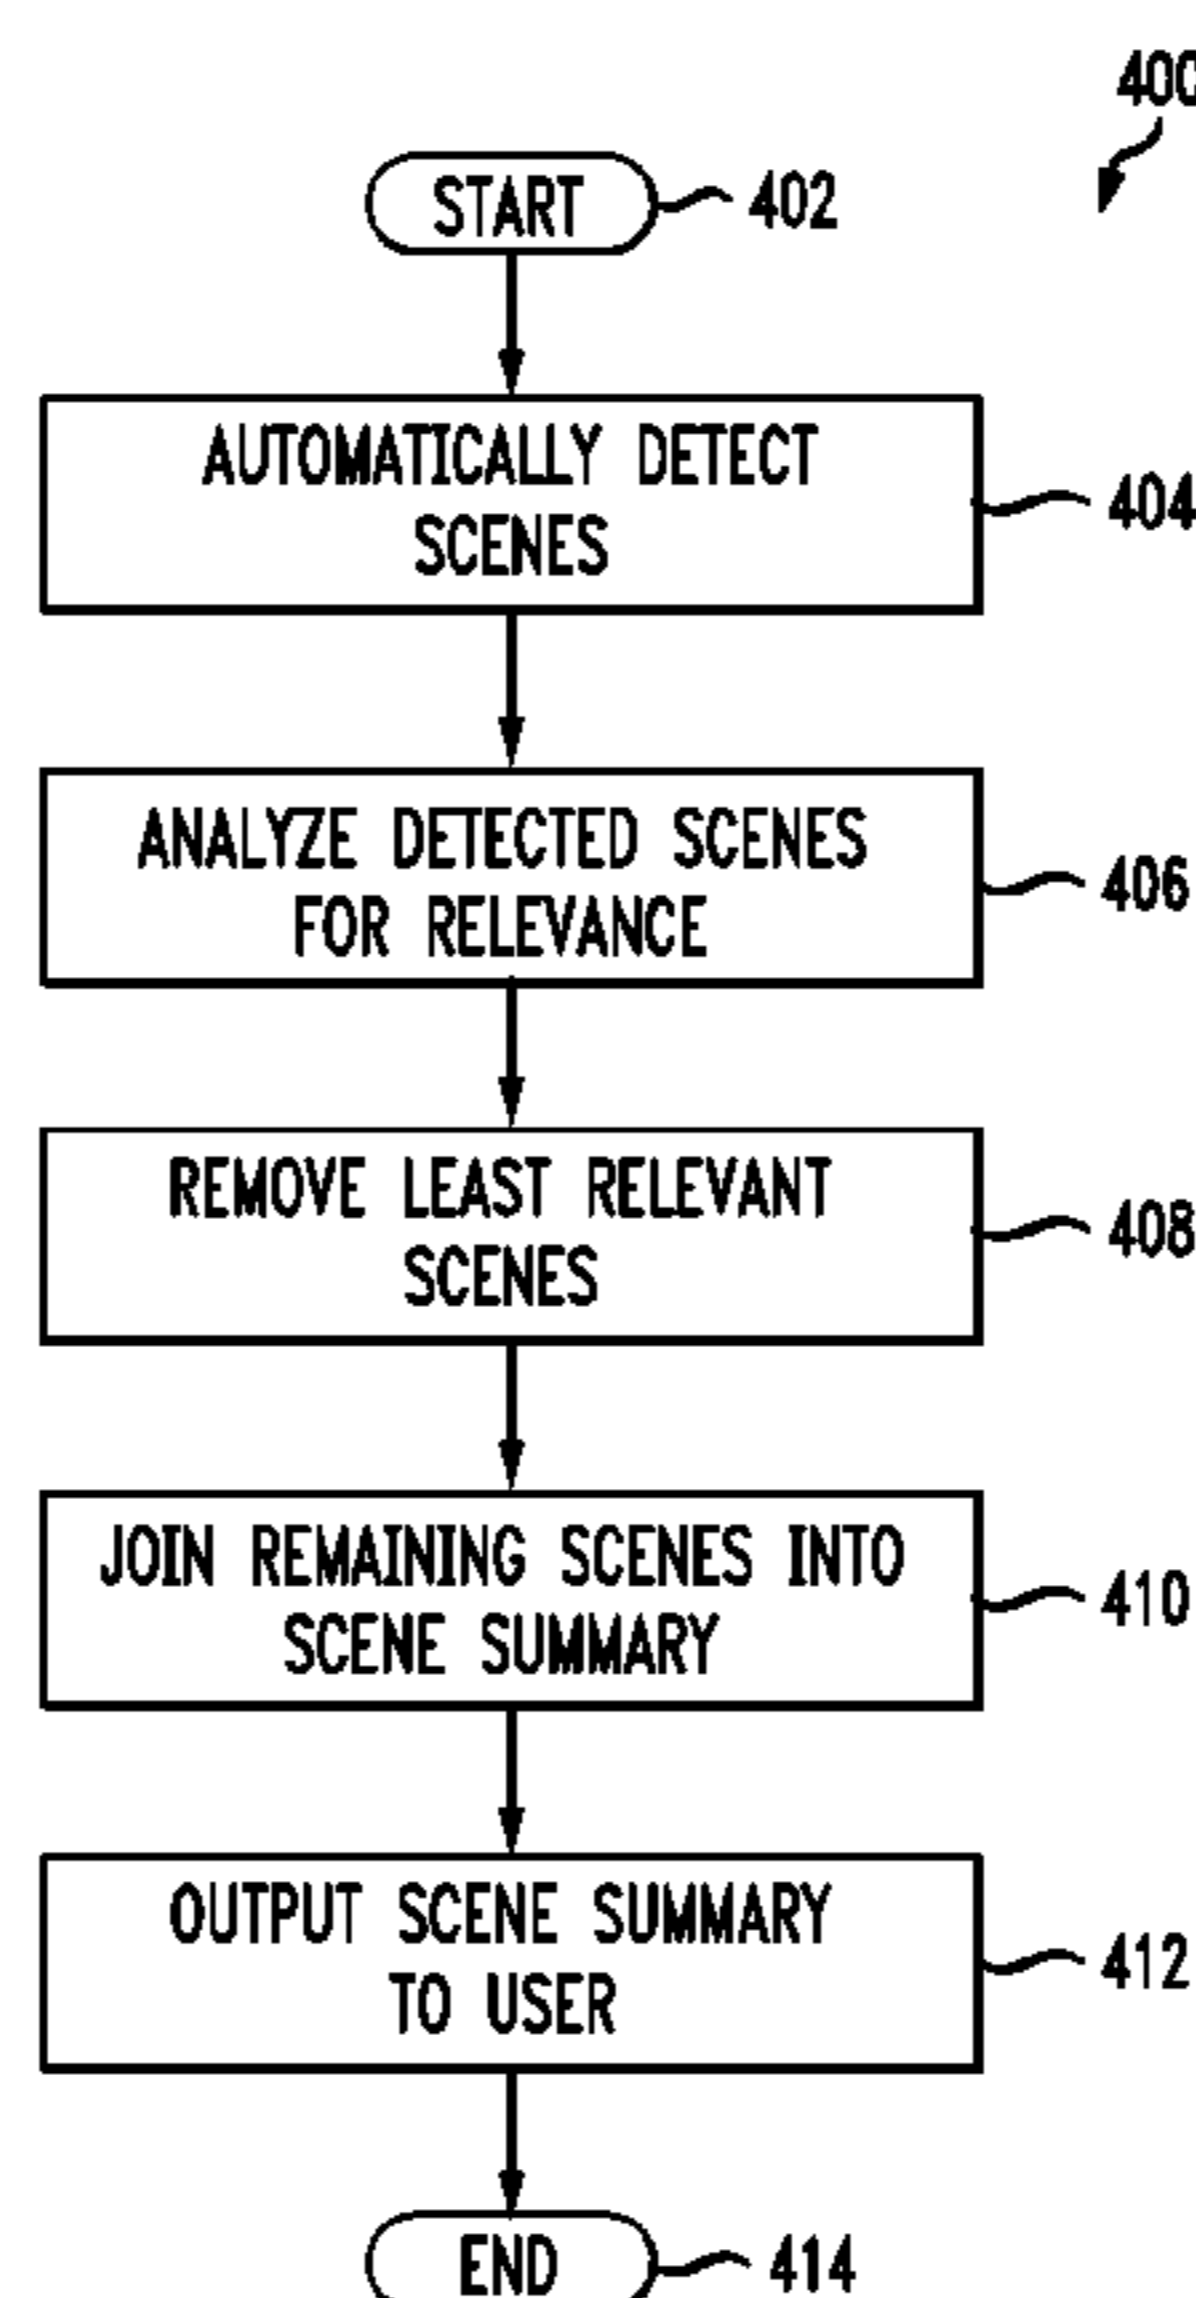 400
START
402
AUTOMATICALLY DETECT
SCENES
404
ANALYZE DETECTED SCENES
FOR RELEVANCE
406
REMOVE LEAST RELEVANT
SCENES
408
JOIN REMAINING SCENES INTO
SCENE SUMMARY
410
OUTPUT SCENE SUMMARY
TO USER
412
END
414